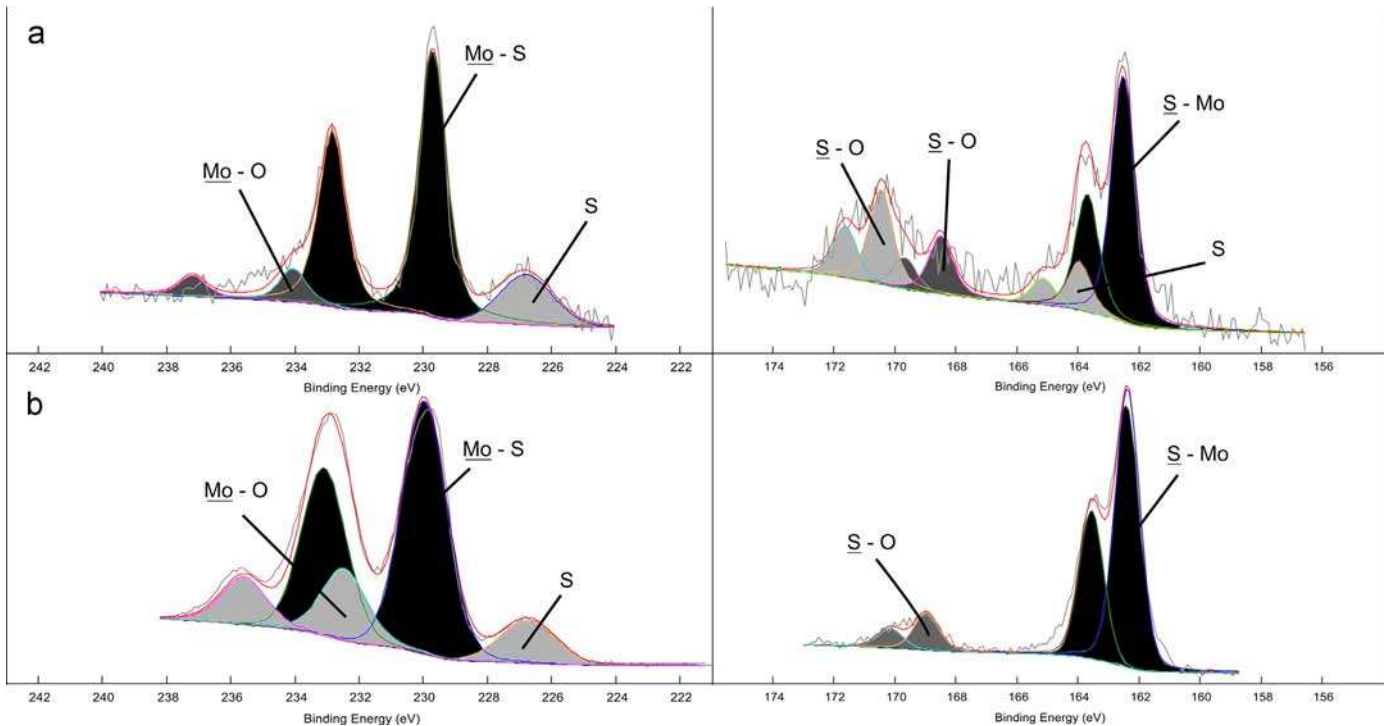 a
Mo - S
Mo - O
S
S - O
S - O
S - Mo
S
242 240 238 236 234 232 230 228 226 224 222
Binding Energy (eV)
174 172 170 168 166 164 162 160 158 156
Binding Energy (eV)
b
Mo - S
Mo - O
S
S - Mo
S - O
242 240 238 236 234 232 230 228 226 224 222
Binding Energy (eV)
174 172 170 168 166 164 162 160 158 156
Binding Energy (eV)